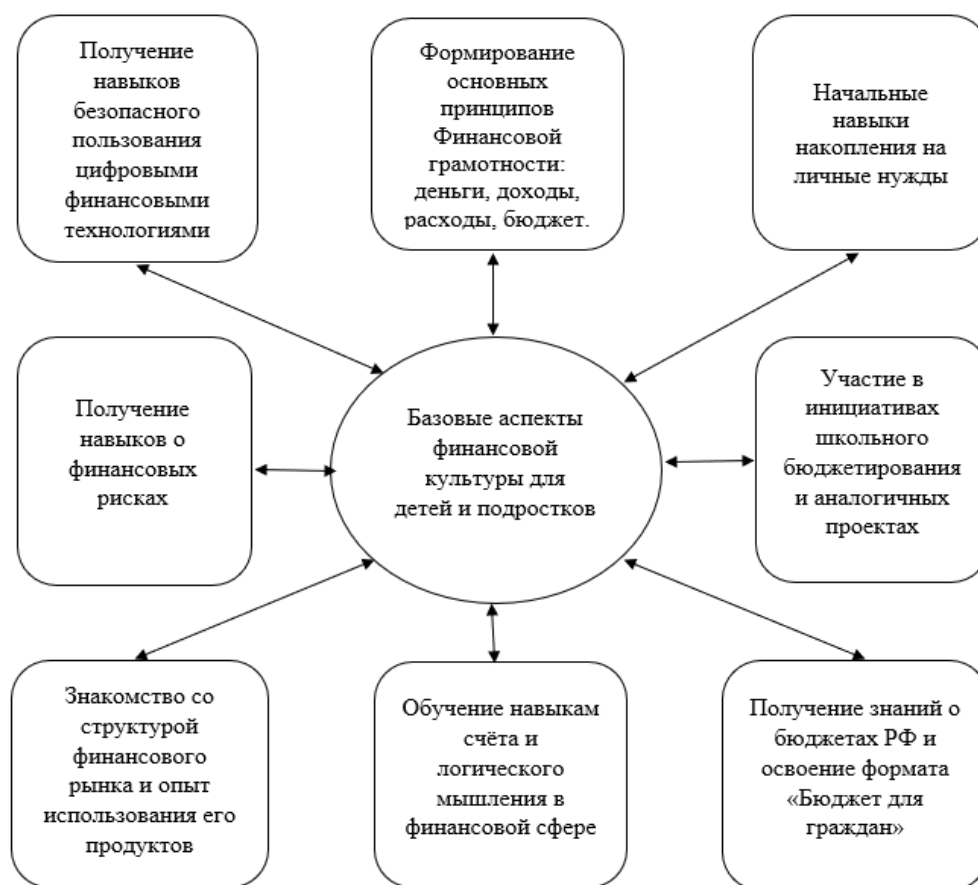 Получение
навыков
безопасного
пользования
цифровыми
финансовыми
технологиями
Формирование
основных
принципов
Финансовой
грамотности:
деньги, доходы,
расходы, бюджет.
Начальные
навыки
накопления на
личные нужды
Получение
навыков о
финансовых
рисках
Базовые аспекты
финансовой
культуры для
детей и подростков
Участие в
инициативах
школьного
бюджетирования
и аналогичных
проектах
Знакомство со
структурой
финансового
рынка и опыт
использования его
продуктов
Обучение навыкам
счёта и
логического
мышления в
финансовой сфере
Получение знаний о
бюджетах РФ и
освоение формата
«Бюджет для
граждан»